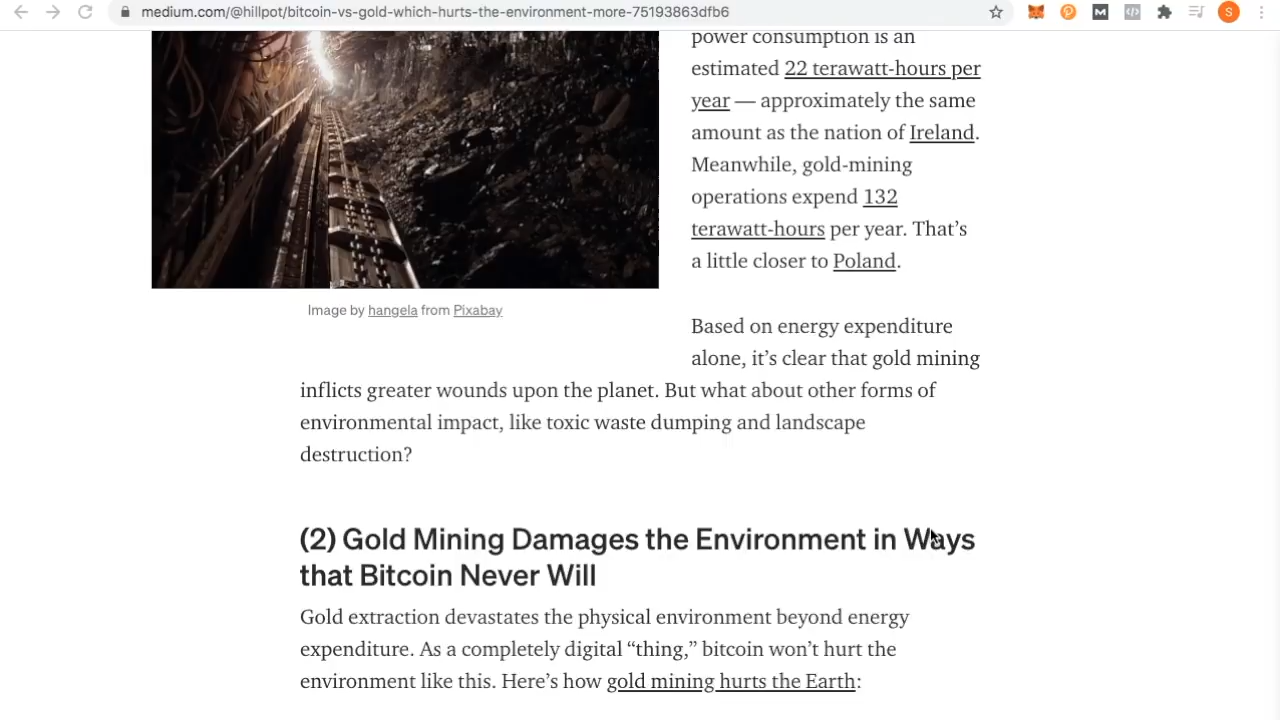 medium.com/@hillpot/bitcoin-vs-gold-which-hurts-the-environment-more-75193863dfb6
M
S
power consumption is an
estimated 22 terawatt-hours per
year — approximately the same
amount as the nation of Ireland.
Meanwhile, gold-mining
operations expend 132
terawatt-hours per year. That’s
a little closer to Poland.
Image by hangela from Pixabay
Based on energy expenditure
alone, it’s clear that gold mining
inflicts greater wounds upon the planet. But what about other forms of
environmental impact, like toxic waste dumping and landscape
destruction?
(2) Gold Mining Damages the Environment in Ways
that Bitcoin Never Will
Gold extraction devastates the physical environment beyond energy
expenditure. As a completely digital “thing,” bitcoin won’t hurt the
environment like this. Here’s how gold mining hurts the Earth: